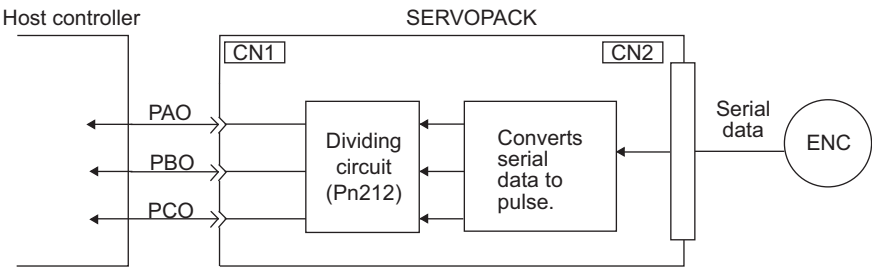 Host controller
SERVOPACK
CN1
CN2
PAO
PBO
PCO
Dividing
circuit
(Pn212)
Converts
serial
data to
pulse.
Serial
data
ENC